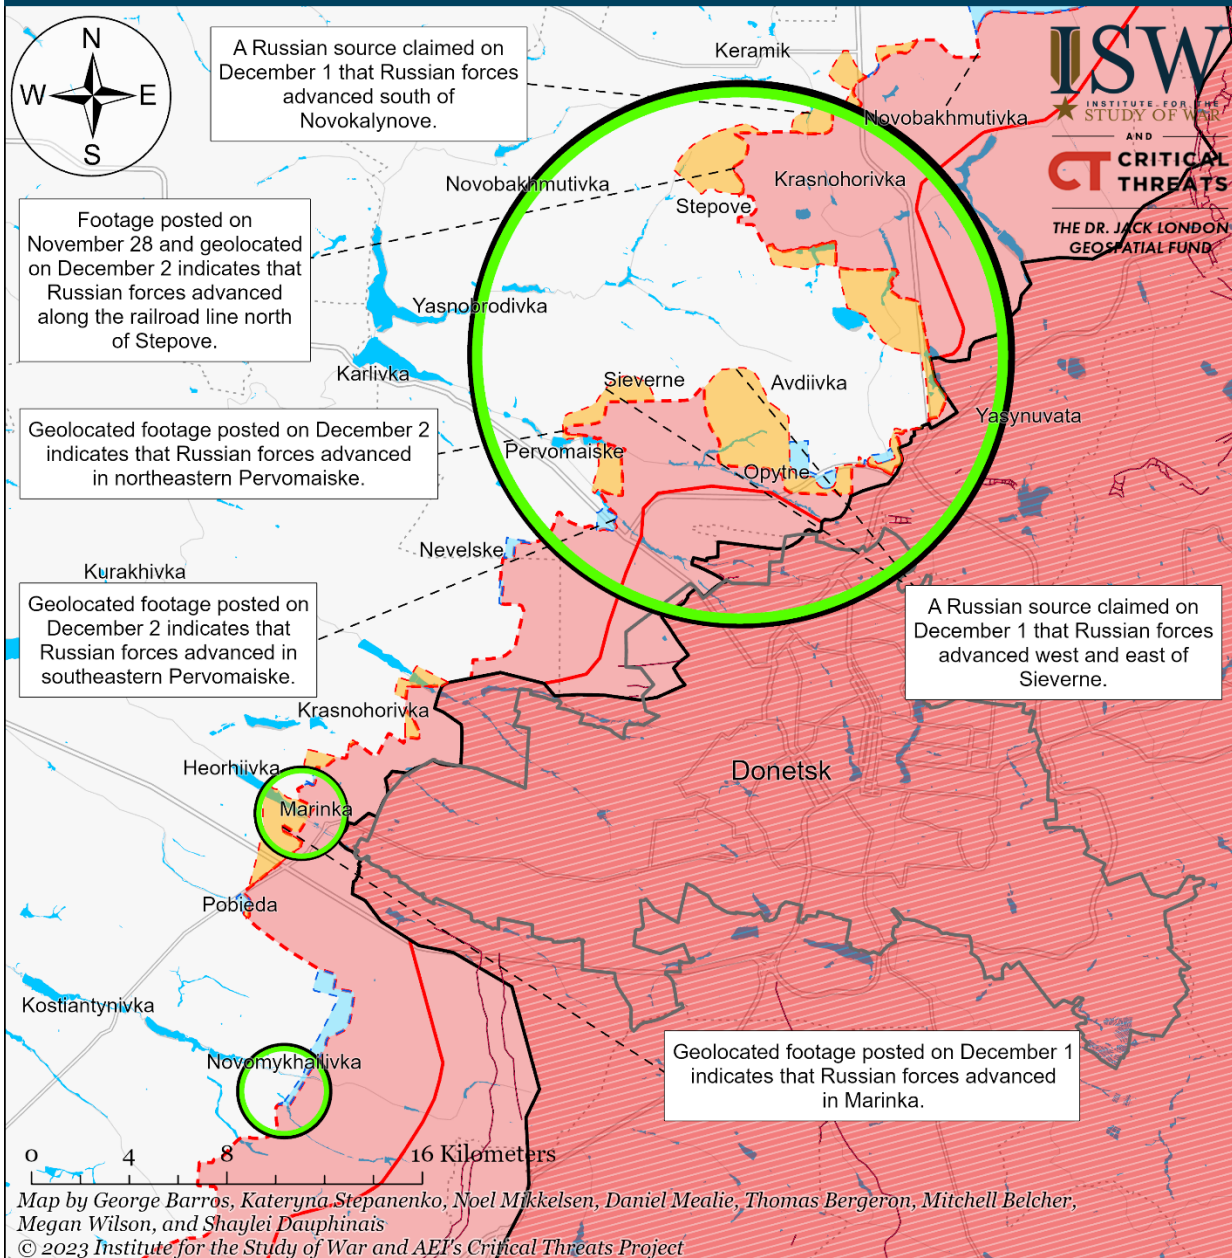 N
W
E
S
A Russian source claimed on
December 1 that Russian forces
advanced south of
Novokalynove.
Keramik
ISW
INSTITUTE FOR THE
STUDY OF WAR
AND
CT CRITICAL
THREATS
THE DR. JACK LONDON
GEOSPATIAL FUND
Novobakhmutivka
Krasnohorivka
Novobakhmutivka
Stepove
Footage posted on
November 28 and geolocated
on December 2 indicates that
Russian forces advanced
along the railroad line north
of Stepove.
Yasnobrodivka
Karlivka
Sieverne
Avdiivka
Yasynuvata
Geolocated footage posted on December 2
indicates that Russian forces advanced
in northeastern Pervomaiske.
Pervomaiske
Opytne
Nevelske
Kurakhivka
Geolocated footage posted on
December 2 indicates that
Russian forces advanced in
southeastern Pervomaiske.
A Russian source claimed on
December 1 that Russian forces
advanced west and east of
Sieverne.
Krasnohorivka
Heorhiivka
Donetsk
Marinka
Pobieda
Kostiantynivka
Novomykhailivka
Geolocated footage posted on December 1
indicates that Russian forces advanced
in Marinka.
0 4 8 16 Kilometers
Map by George Barros, Kateryna Stepanenko, Noel Mikkelsen, Daniel Mealie, Thomas Bergeron, Mitchell Belcher,
Megan Wilson, and Shaylei Dauphinais
© 2023 Institute for the Study of War and AEI's Critical Threats Project